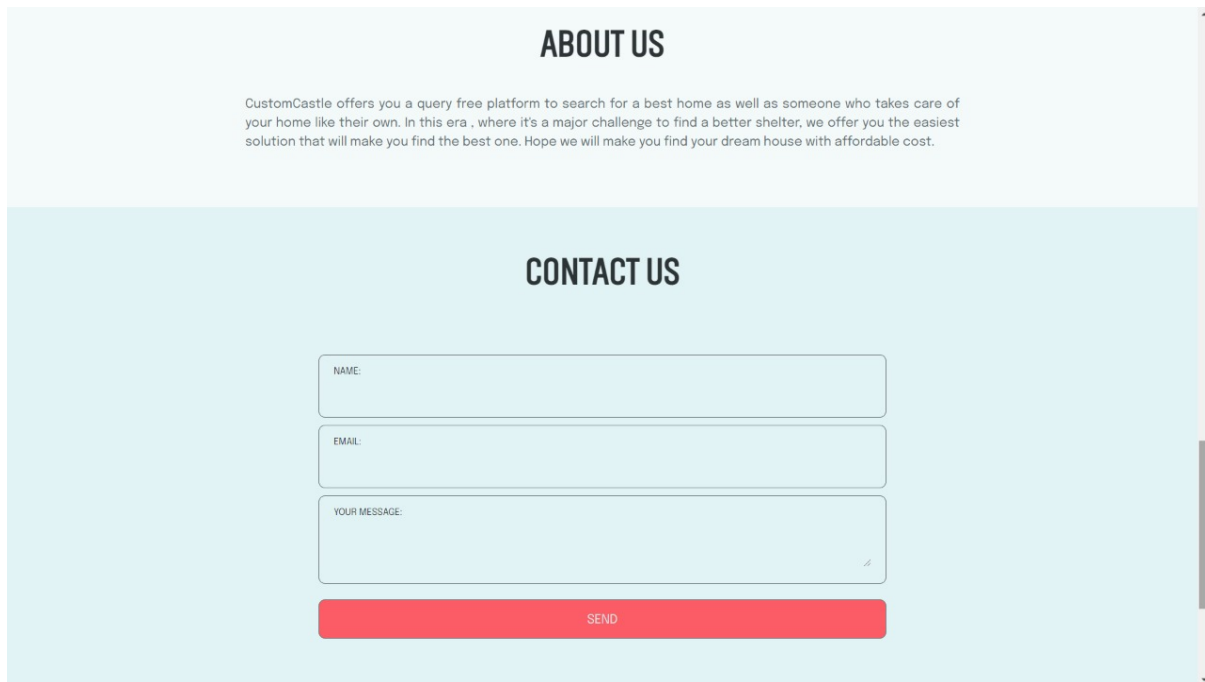 ABOUT US
CustomCastle offers you a query free platform to search for a best home as well as someone who takes care of
your home like their own. In this era , where it's a major challenge to find a better shelter, we offer you the easiest
solution that will make you find the best one. Hope we will make you find your dream house with affordable cost.
CONTACT US
NAME:
EMAIL:
YOUR MESSAGE:
SEND